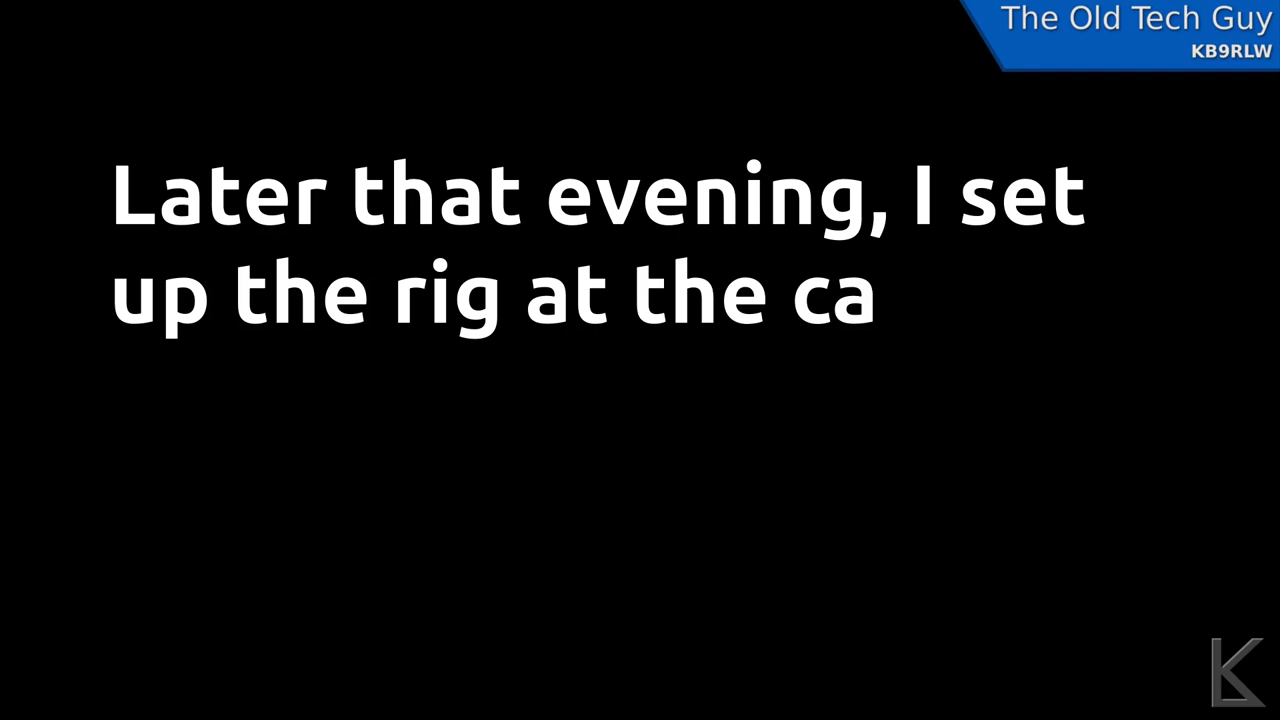 The Old Tech Guy
KB9RLW
Later that evening, I set
up the rig at the ca